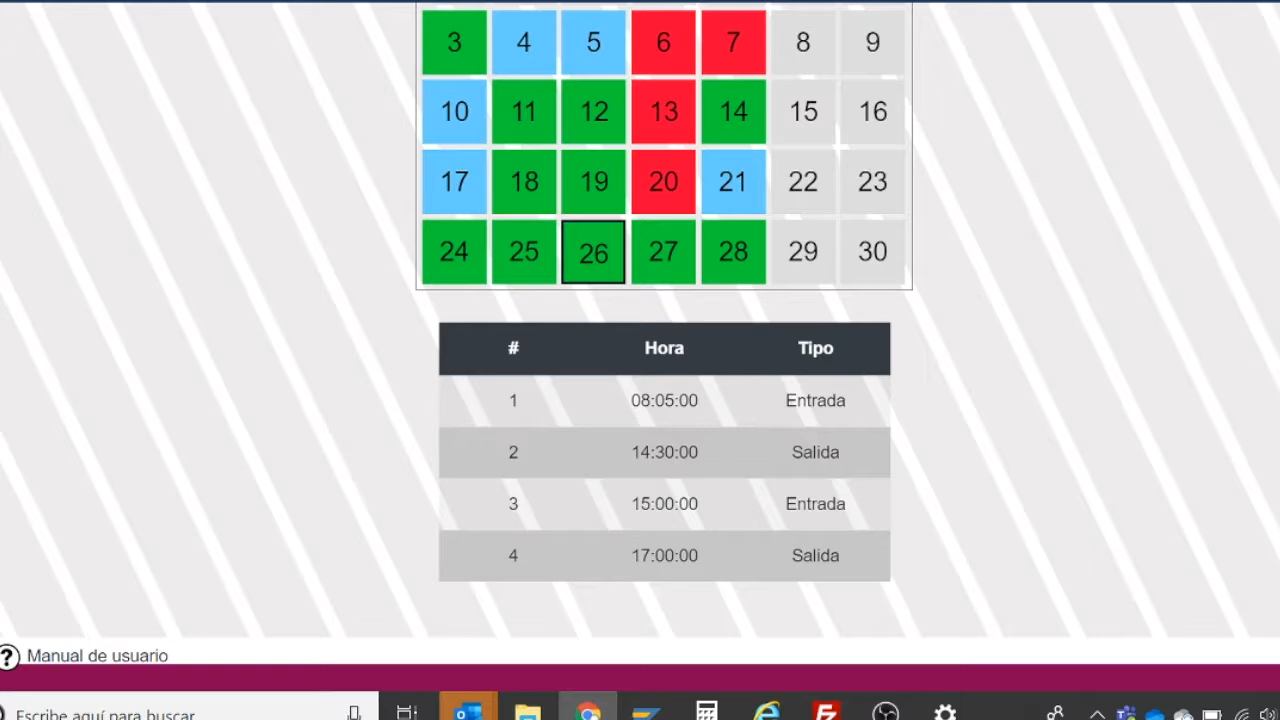 3 4 5 6 7 8 9
10 11 12 13 14 15 16
17 18 19 20 21 22 23
24 25 26 27 28 29 30
# Hora Tipo
1 08:05:00 Entrada
2 14:30:00 Salida
3 15:00:00 Entrada
4 17:00:00 Salida
? Manual de usuario
Escribe aquí para buscar